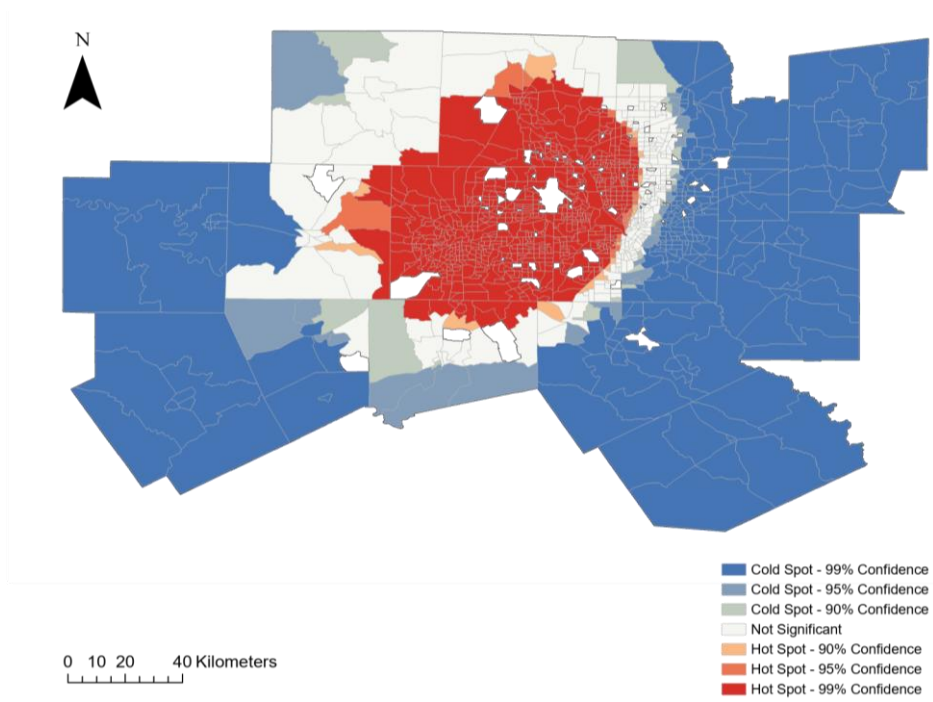 N
Cold Spot - 99% Confidence
Cold Spot - 95% Confidence
Cold Spot - 90% Confidence
Not Significant
Hot Spot - 90% Confidence
Hot Spot - 95% Confidence
Hot Spot - 99% Confidence
0 10 20 40 Kilometers